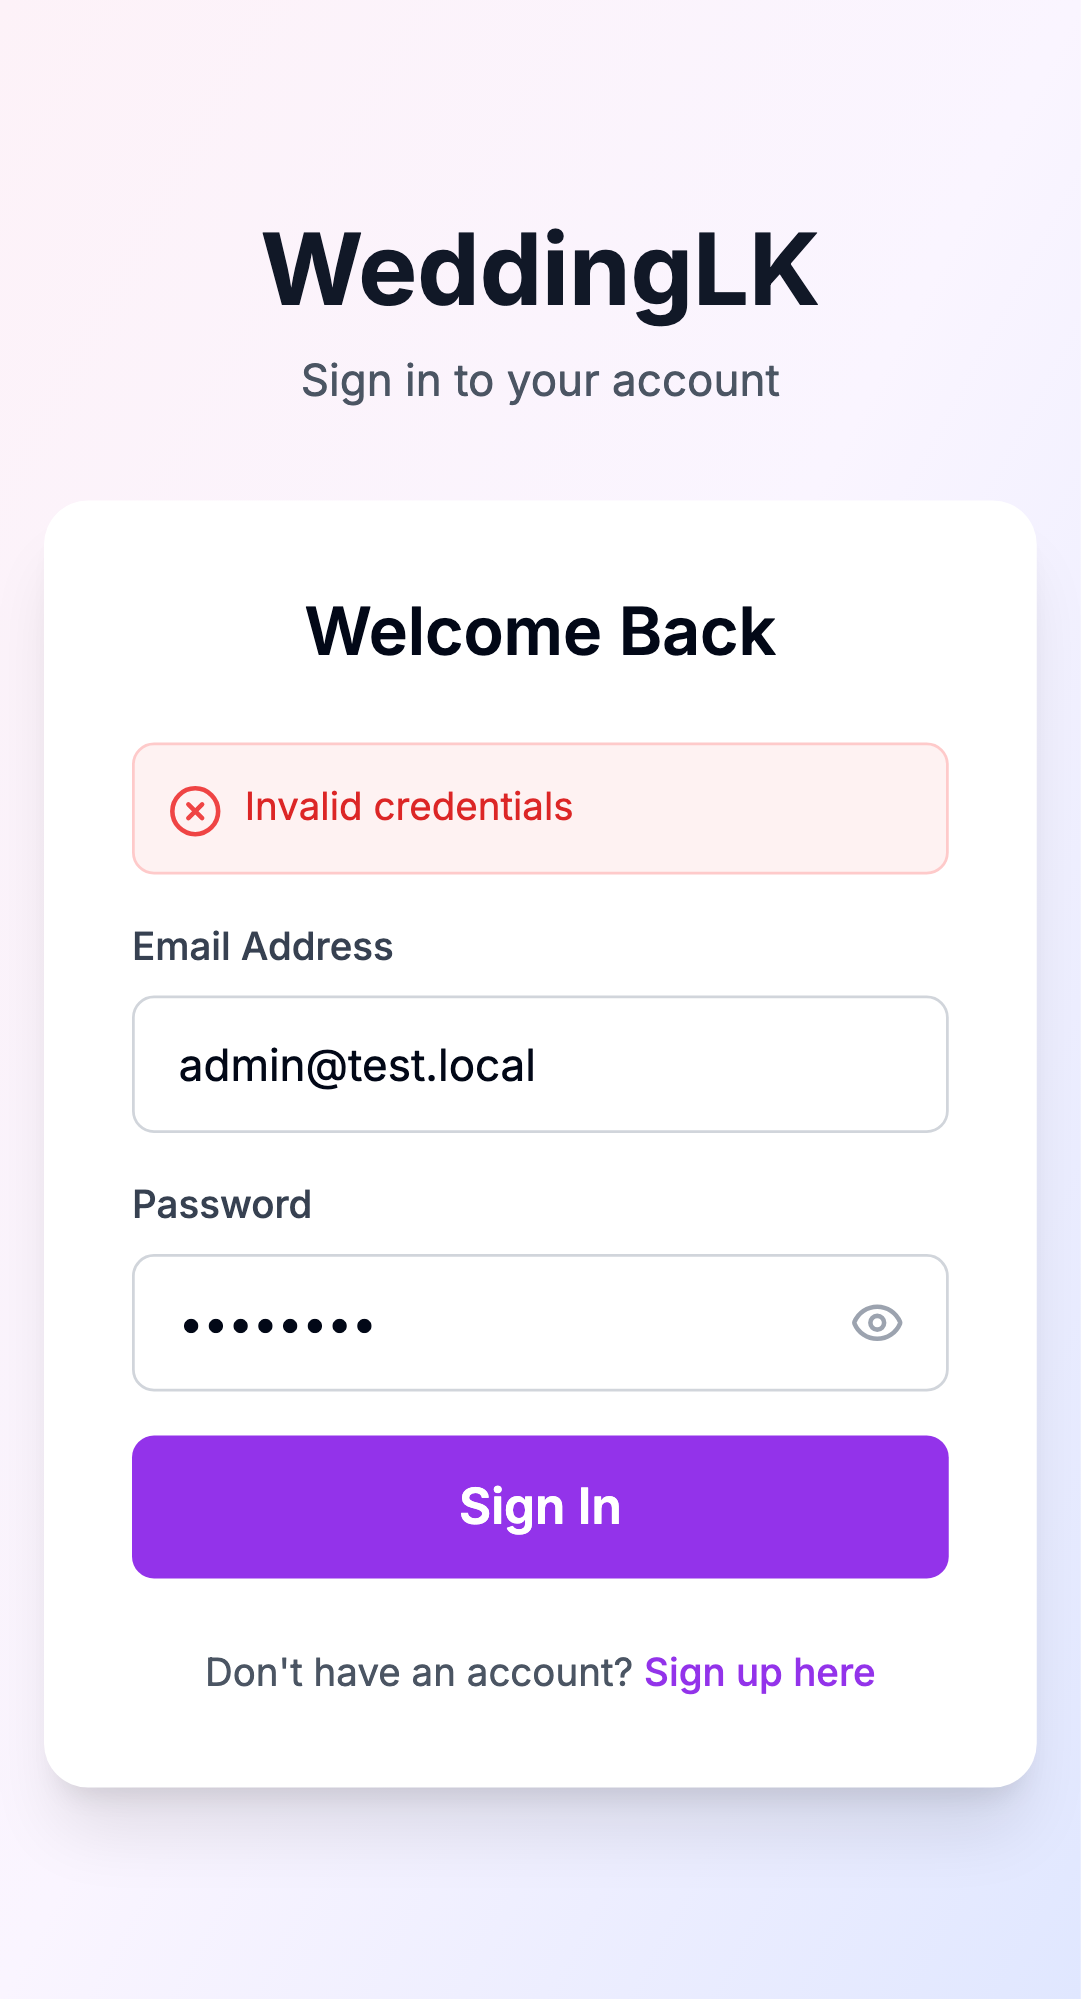 WeddingLK
Sign in to your account
Welcome Back
Invalid credentials
Email Address
admin@test.local
Password
••••••••
Sign In
Don't have an account? Sign up here